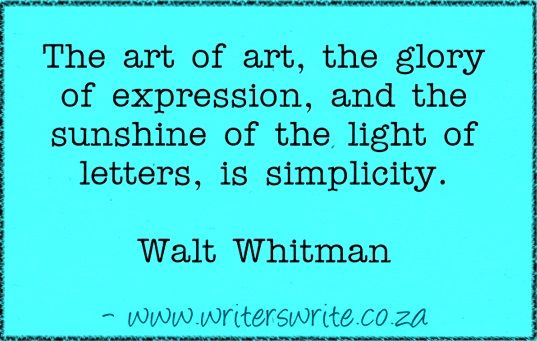 The art of art, the glory
of expression, and the
sunshine of the light of
letters, is simplicity.
Walt Whitman
- www.writerswrite.co.za